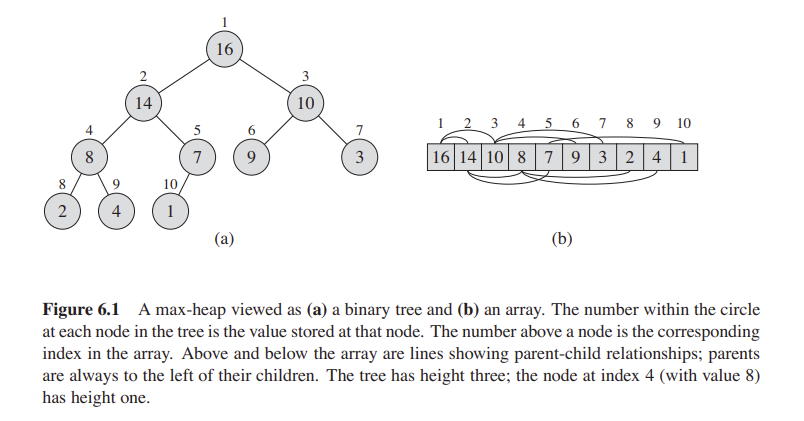 1
16
2 3
14 10
4 5 6 7
8 7 9 3
8 9 10
2 4 1
(a)
1 2 3 4 5 6 7 8 9 10
16 14 10 8 7 9 3 2 4 1
(b)
Figure 6.1 A max-heap viewed as (a) a binary tree and (b) an array. The number within the circle
at each node in the tree is the value stored at that node. The number above a node is the corresponding
index in the array. Above and below the array are lines showing parent-child relationships; parents
are always to the left of their children. The tree has height three; the node at index 4 (with value 8)
has height one.